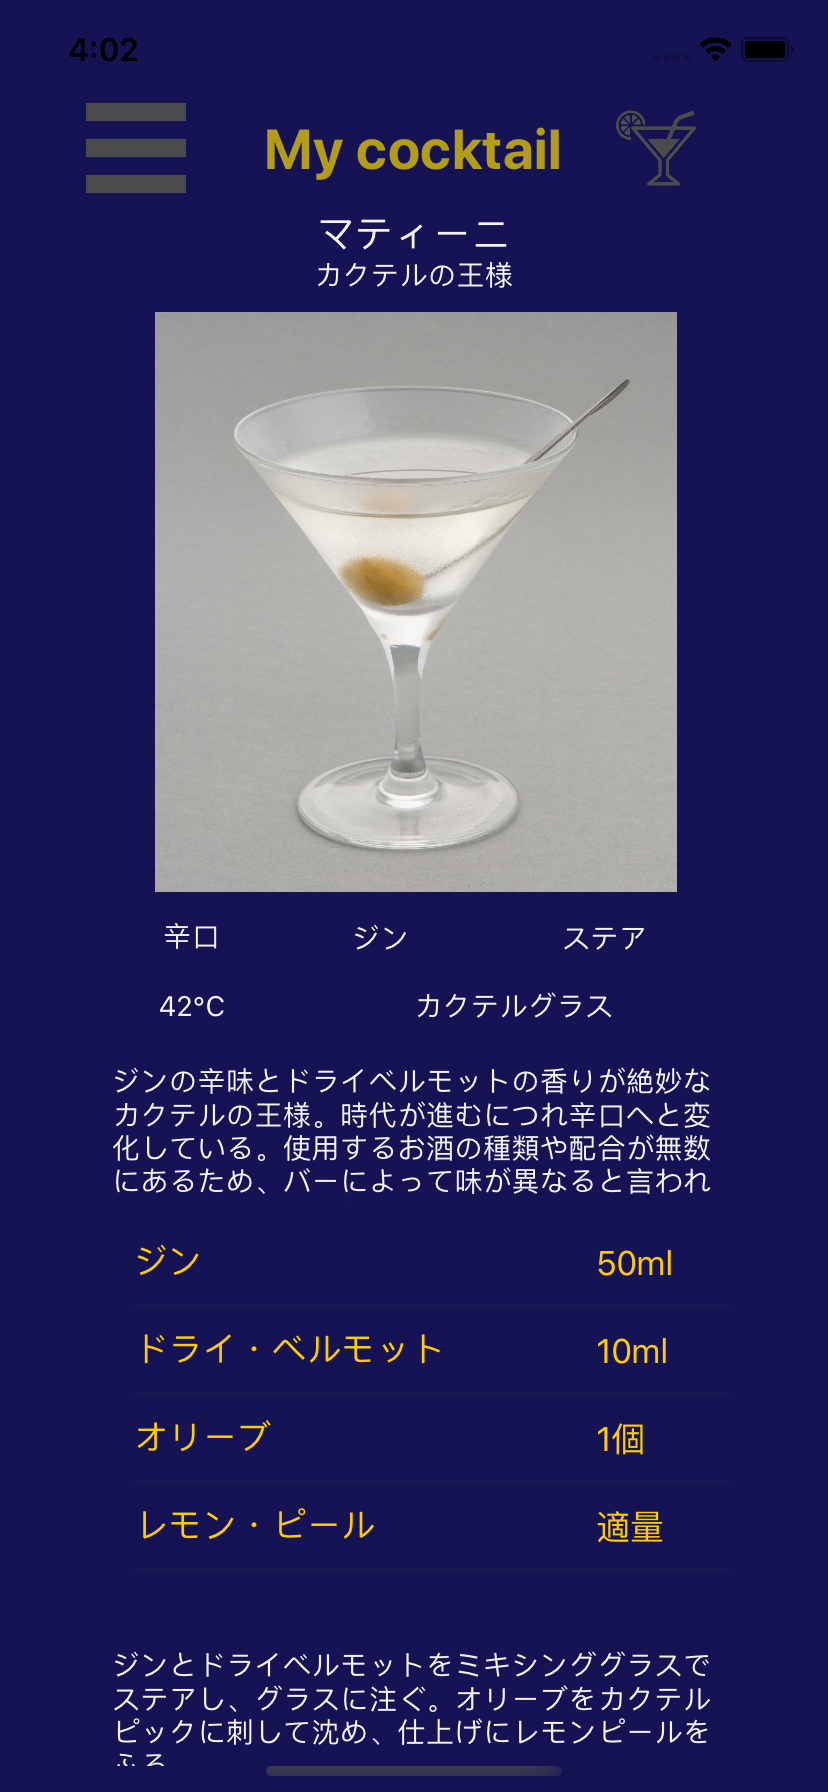 4:02
My cocktail
マティーニ
カクテルの王様
辛口 ジン ステア
42°C カクテルグラス
ジンの辛味とドライベルモットの香りが絶妙な
カクテルの王様。時代が進むにつれ辛口へと変
化している。使用するお酒の種類や配合が無数
にあるため、バーによって味が異なると言われ
ジン 50ml
ドライ・ベルモット 10ml
オリーブ 1個
レモン・ピール 適量
ジンとドライベルモットをミキシンググラスで
ステアし、グラスに注ぐ。オリーブをカクテル
ピックに刺して沈め、仕上げにレモンピールを
ふる